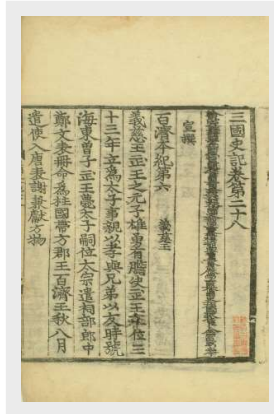 三國史記卷第二十八
宣撰
百濟本紀第六　義慈王
義慈王武王之元子雄勇有膽決武王在位三
十三年立爲太子事親以孝與兄弟以友時號
海東曾子武王薨太子嗣位太宗遣祠部郎中
鄭文表冊命爲柱國帶方郡王百濟王秋八月
遣使入唐表謝兼獻方物